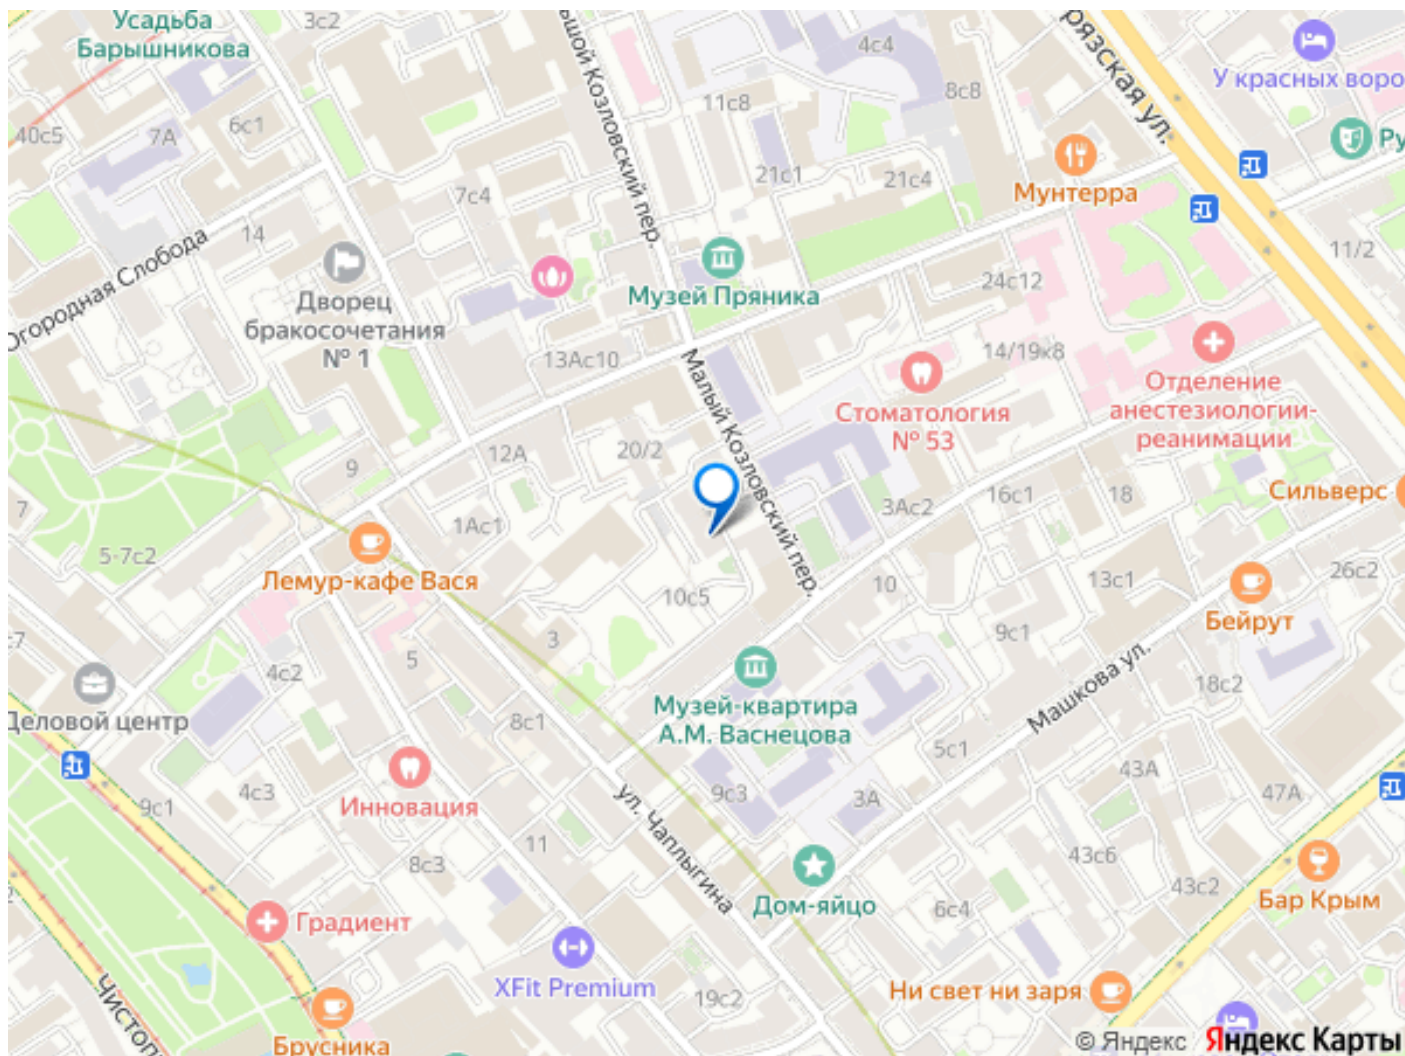 Усадьба
Барышникова
3с2
4с4
У красных воро
8с8
11с8
40с5
7А
6с1
Большой Козловский пер.
рязская ул.
Ру
21с1
21с4
Мунтерра
7с4
14
11/2
Огородная Слобода
Дворец
бракосочетания
№ 1
Музей Пряника
24с12
13Ас10
14/19к8
Малый Козловский пер.
Стоматология
№ 53
Отделение
анестезиологии-
реанимации
9
12А
20/2
Сильверс
7
1Ас1
3Ас2
16с1
18
5-7с2
Лемур-кафе Вася
10с5
10
13с1
26с2
Бейрут
с7
3
9с1
5
4с2
Машкова ул.
18с2
Деловой центр
Музей-квартира
А.М. Васнецова
8с1
5с1
43А
47А
9с1
4с3
Инновация
9с3
3А
ул. Чаплыгина
11
8с3
43с6
43с2
Бар Крым
Дом-яйцо
6с4
Градиент
XFit Premium
19с2
Ни свет ни заря
Чистоп
Брусника
© Яндекс Яндекс Карты